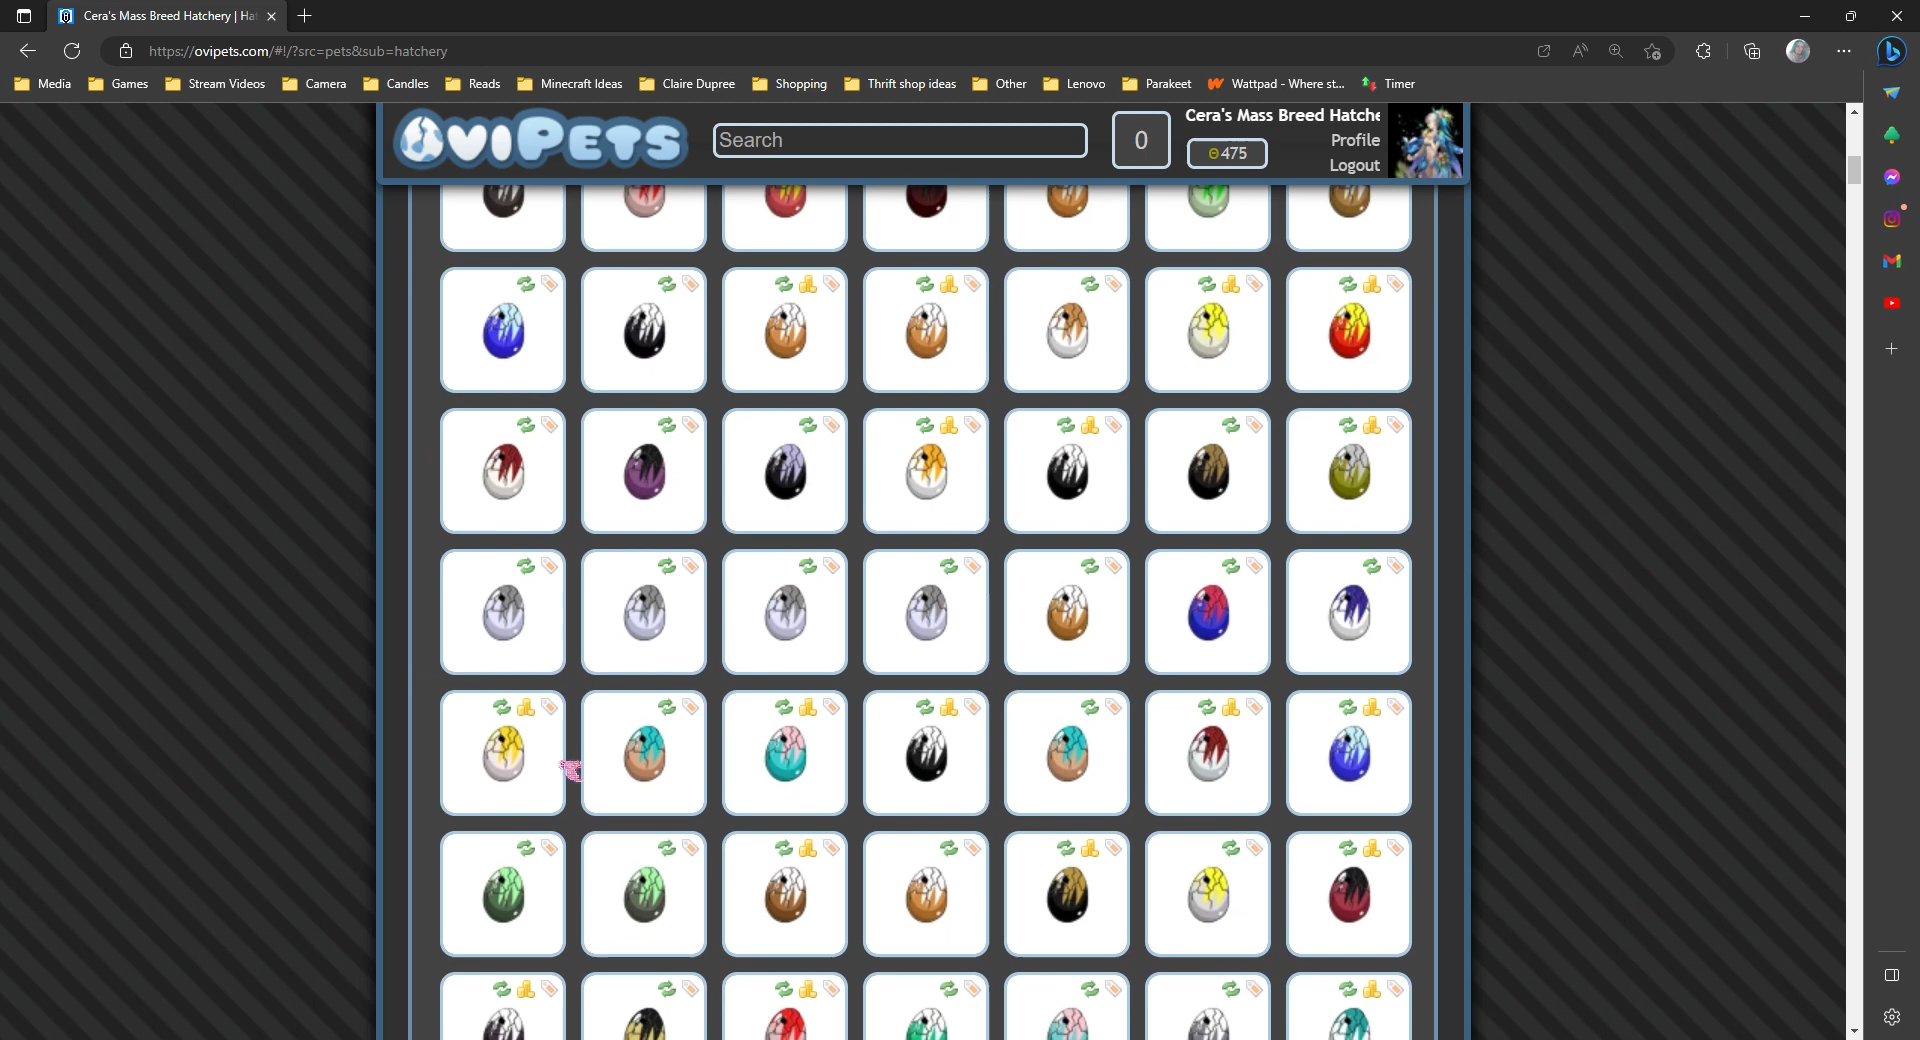 Cera's Mass Breed Hatchery | Ha
https://ovipets.com/#!/?src=pets&sub=hatchery
Media Games Stream Videos Camera Candles Reads Minecraft Ideas Claire Dupree Shopping Thrift shop ideas Other Lenovo Parakeet Wattpad - Where st... Timer
OviPets
Search
0
Cera's Mass Breed Hatche
475
Profile
Logout